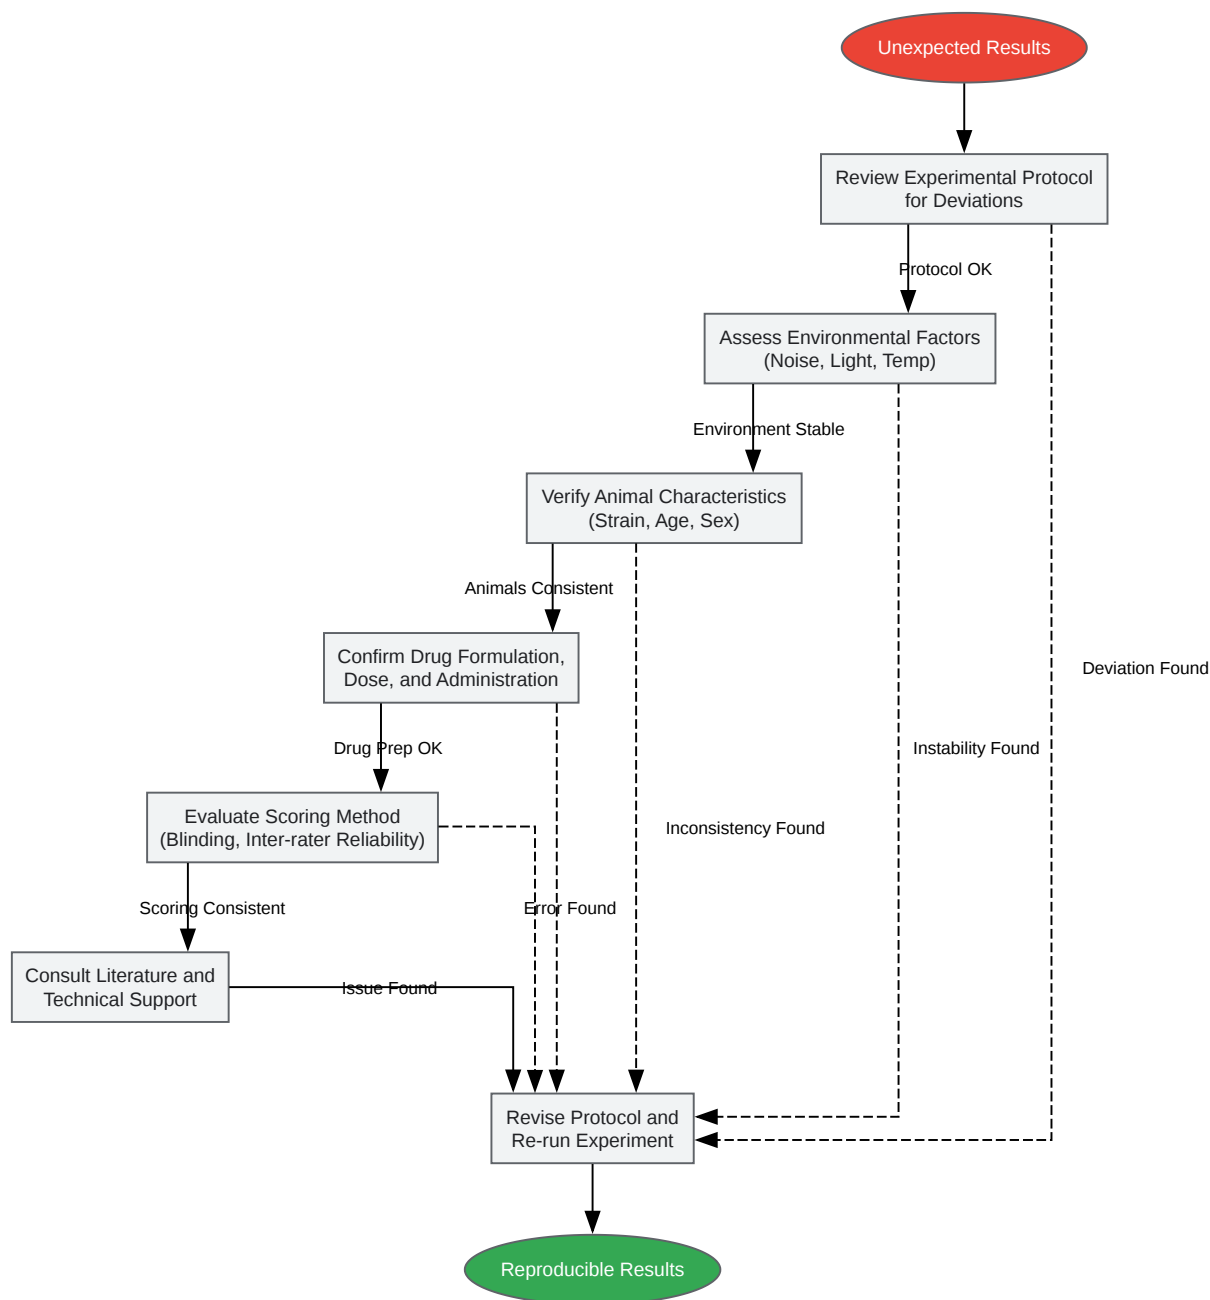 Unexpected Results
Review Experimental Protocol
for Deviations
Protocol OK
Assess Environmental Factors
(Noise, Light, Temp)
Environment Stable
Verify Animal Characteristics
(Strain, Age, Sex)
Animals Consistent
Confirm Drug Formulation,
Dose, and Administration
Deviation Found
Drug Prep OK
Instability Found
Evaluate Scoring Method
(Blinding, Inter-rater Reliability)
Inconsistency Found
Scoring Consistent
Error Found
Consult Literature and
Technical Support
Issue Found
Revise Protocol and
Re-run Experiment
Reproducible Results